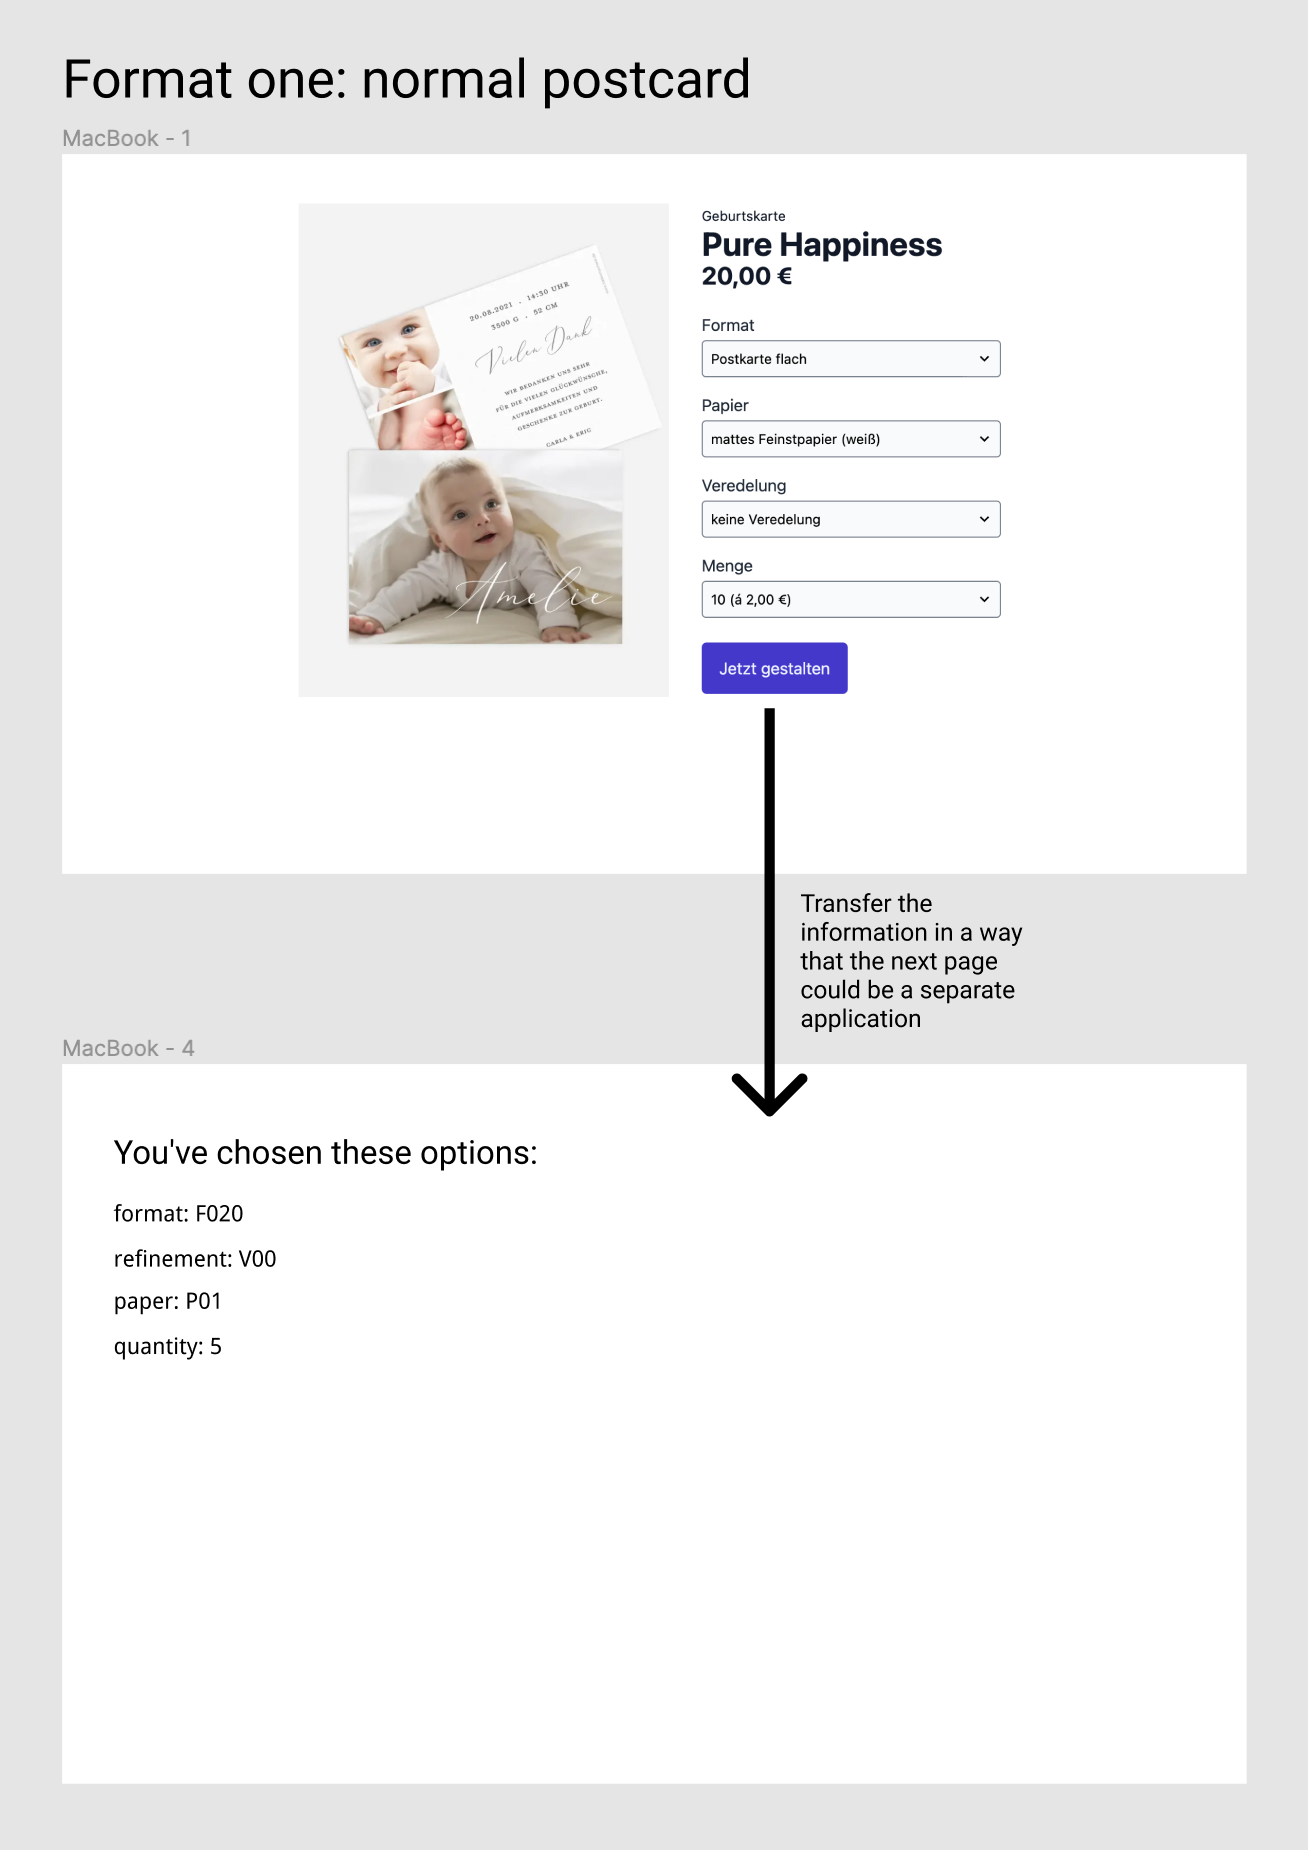 Format one: normal postcard
MacBook - 1
20.08.2021 . 14:30 UHR
3500 G . 52 CM
Vielen Dank
WIR BEDANKEN UNS SEHR
FÜR DIE VIELEN GLÜCKWÜNSCHE,
AUFMERKSAMKEITEN UND
GESCHENKE ZUR GEBURT.
CARLA & ERIC
Amelie
Geburtskarte
Pure Happiness
20,00 €
Format
Postkarte flach
Papier
mattes Feinstpapier (weiß)
Veredelung
keine Veredelung
Menge
10 (á 2,00 €)
Jetzt gestalten
Transfer the
information in a way
that the next page
could be a separate
application
MacBook - 4
You've chosen these options:
format: F020
refinement: V00
paper: P01
quantity: 5